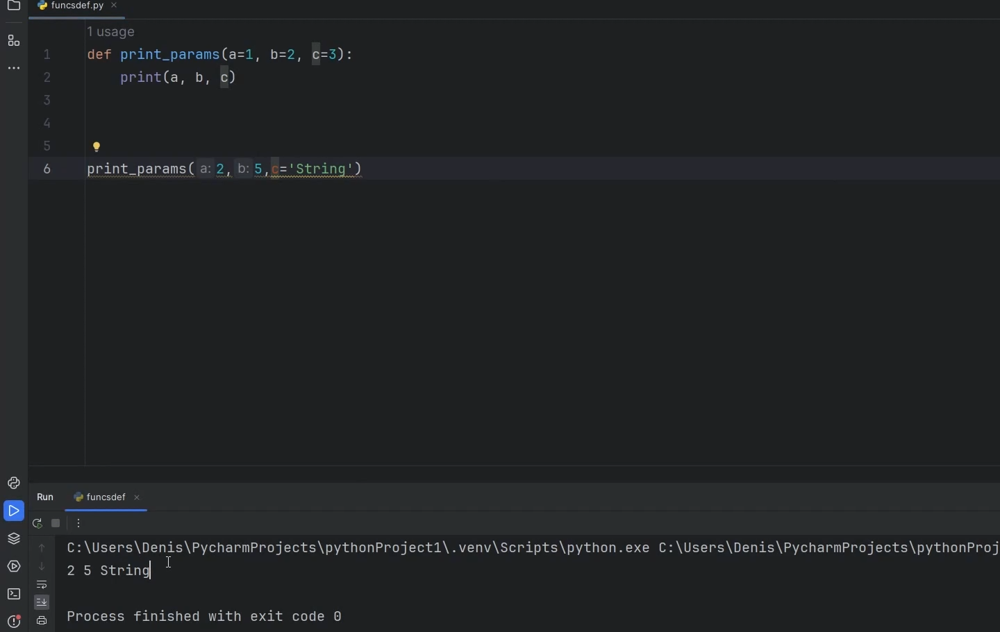 funcsdef.py
1 usage
1 def print_params(a=1, b=2, c=3):
2 print(a, b, c)
3
4
5
6 print_params( a: 2, b: 5,c='String')
Run funcsdef
C:\Users\Denis\PycharmProjects\pythonProject1\.venv\Scripts\python.exe C:\Users\Denis\PycharmProjects\pythonProj
2 5 String
Process finished with exit code 0